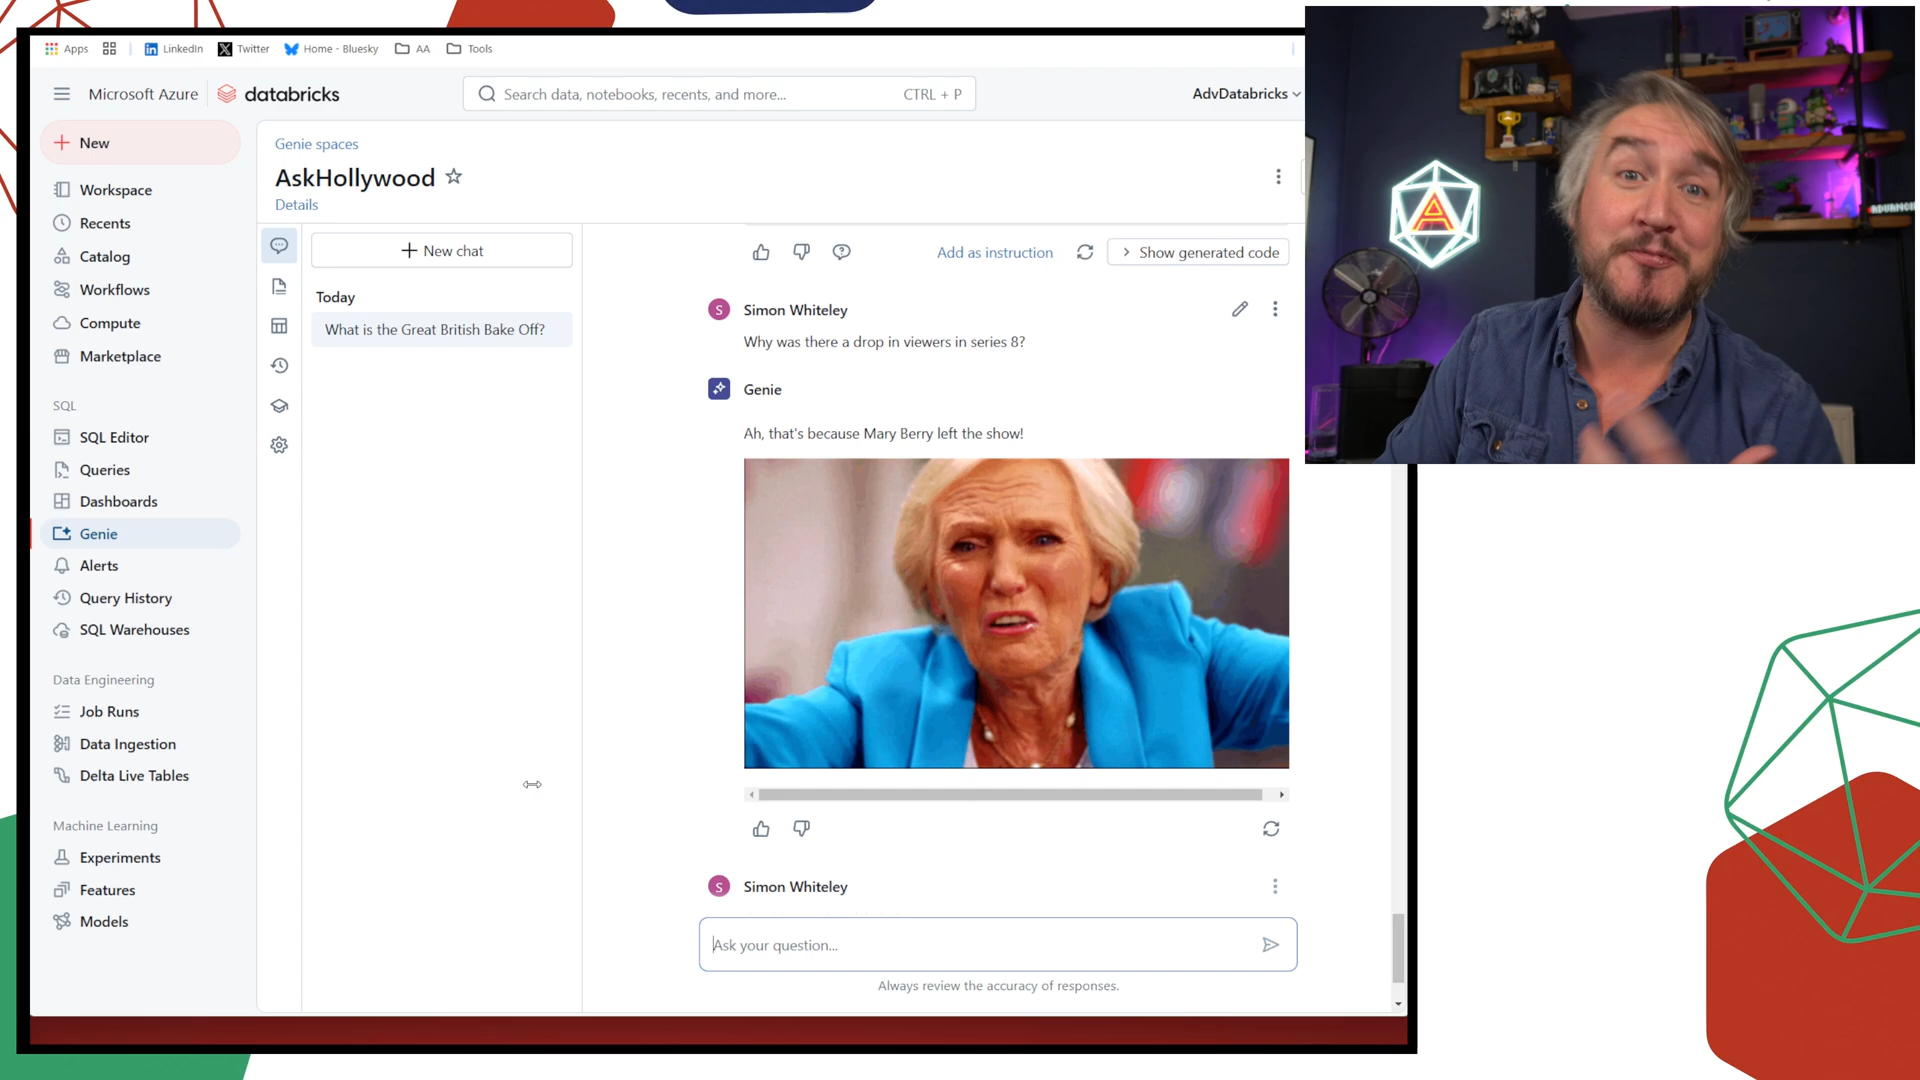 Apps
LinkedIn
Twitter
Home - Bluesky
AA
Tools
Microsoft Azure
databricks
Search data, notebooks, recents, and more...
CTRL + P
AdvDatabricks
New
Workspace
Recents
Catalog
Workflows
Compute
Marketplace
SQL
SQL Editor
Queries
Dashboards
Genie
Alerts
Query History
SQL Warehouses
Data Engineering
Job Runs
Data Ingestion
Delta Live Tables
Machine Learning
Experiments
Features
Models
Genie spaces
AskHollywood
Details
New chat
Today
What is the Great British Bake Off?
Add as instruction
Show generated code
S
Simon Whiteley
Why was there a drop in viewers in series 8?
Genie
Ah, that's because Mary Berry left the show!
S
Simon Whiteley
Ask your question...
Always review the accuracy of responses.
A